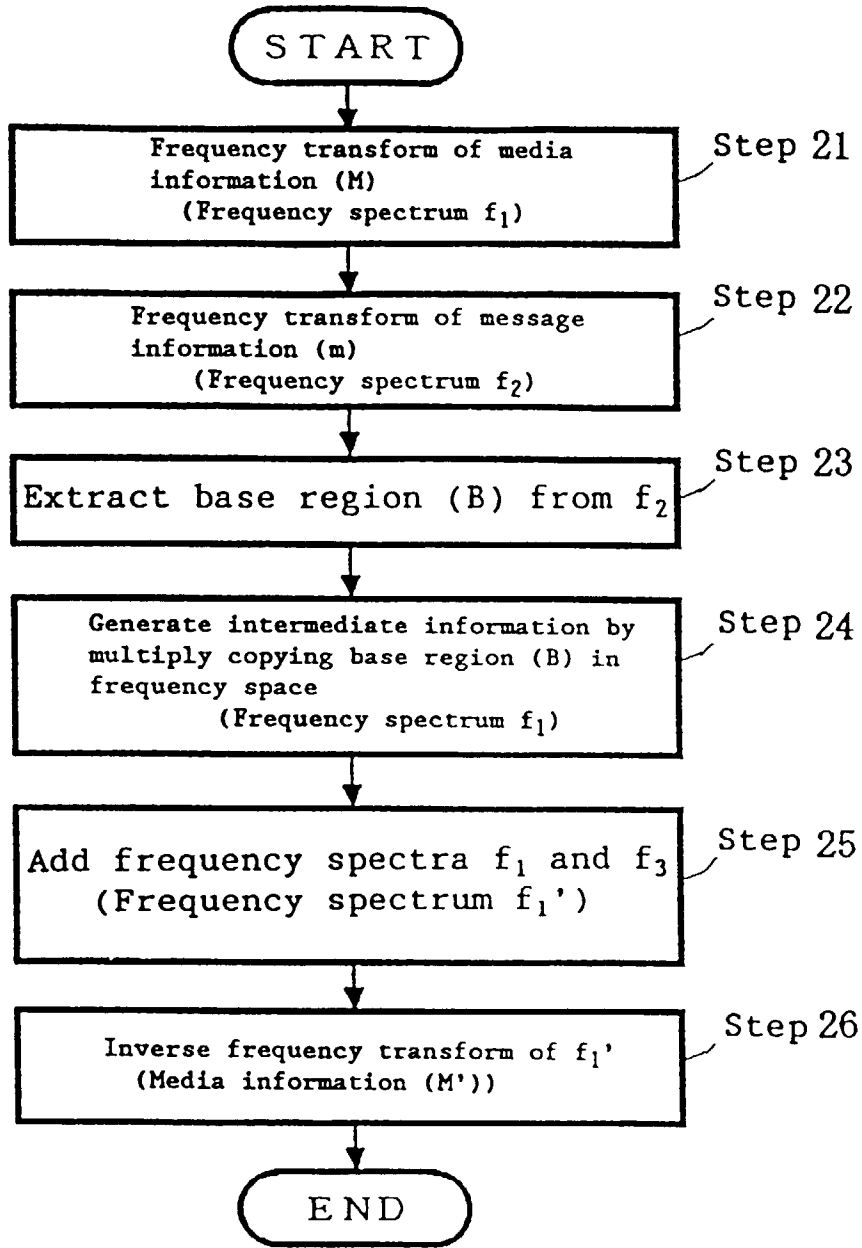 START
Frequency transform of media
information (M)
(Frequency spectrum f₁)
Step 21
Frequency transform of message
information (m)
(Frequency spectrum f₂)
Step 22
Extract base region (B) from f₂
Step 23
Generate intermediate information by
multiply copying base region (B) in
frequency space
(Frequency spectrum f₁)
Step 24
Add frequency spectra f₁ and f₃
(Frequency spectrum f₁')
Step 25
Inverse frequency transform of f₁'
(Media information (M'))
Step 26
END